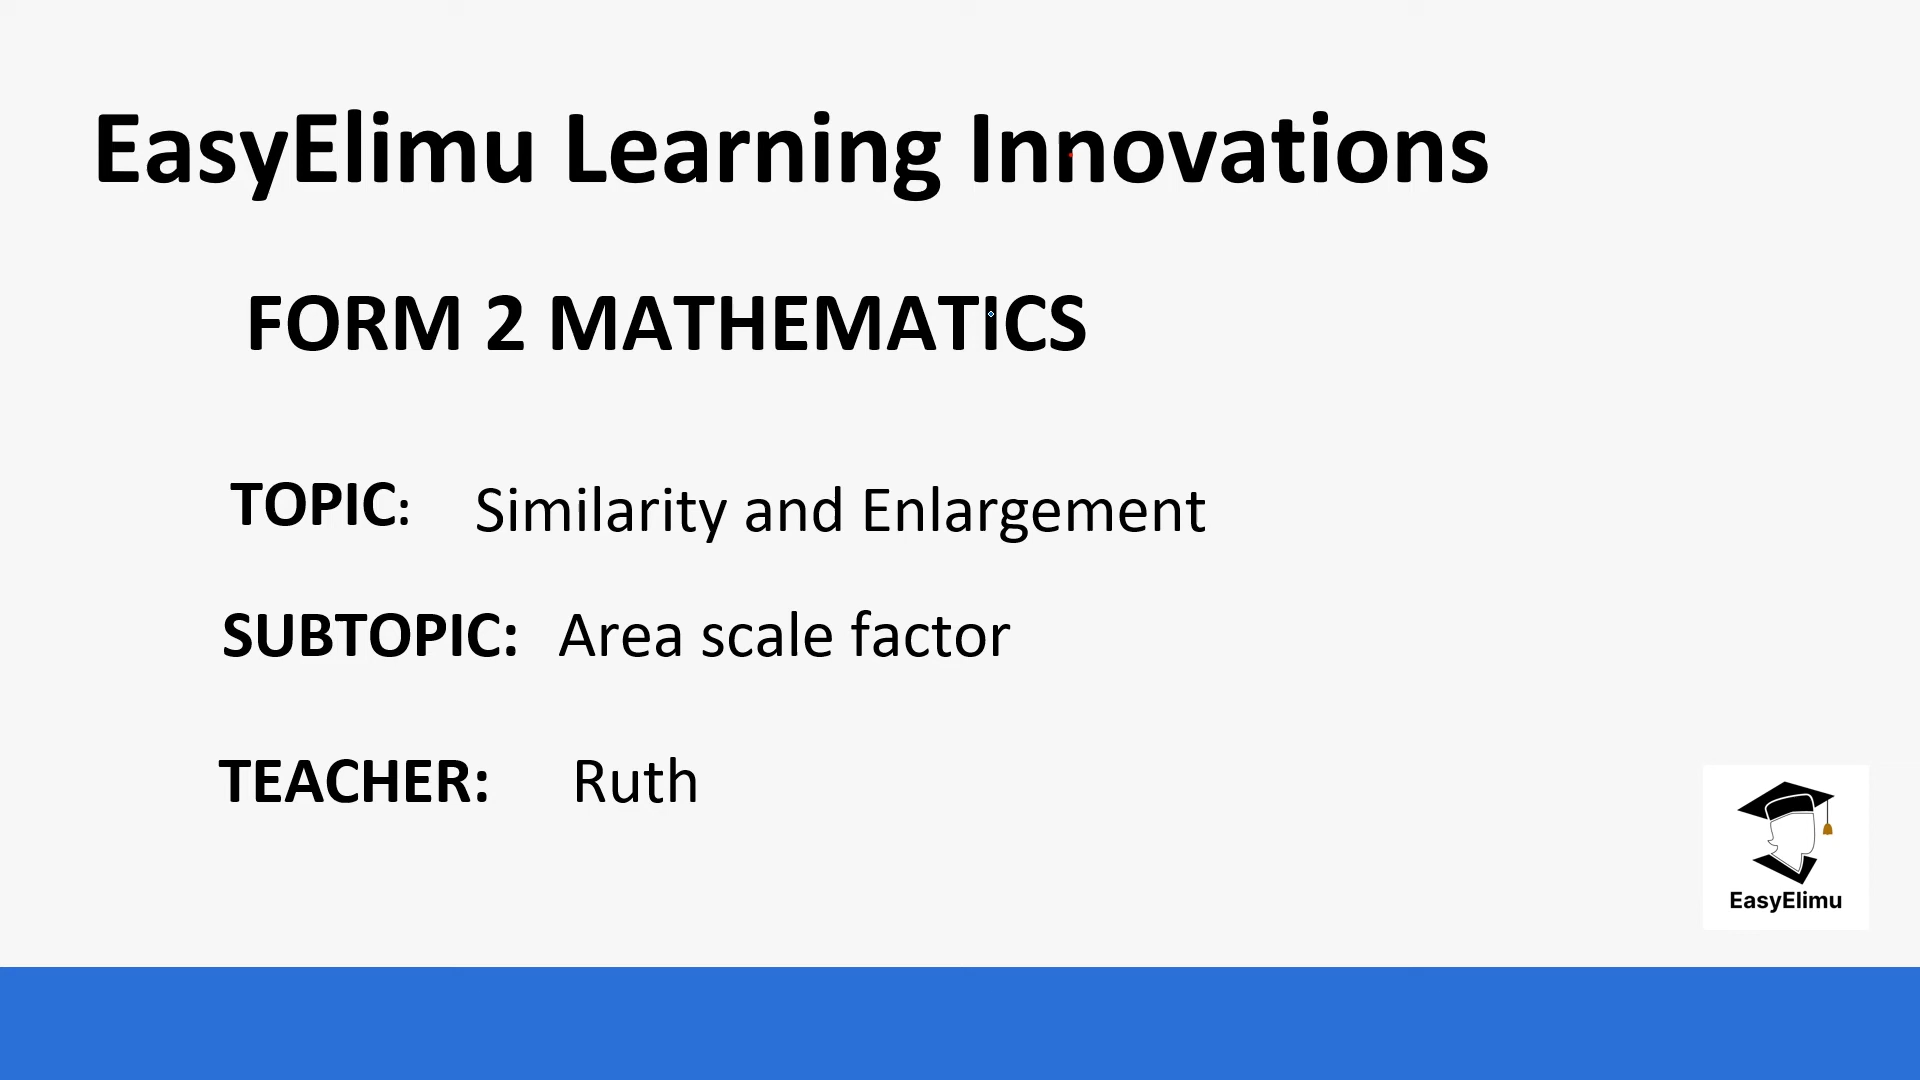 EasyElimu Learning Innovations
FORM 2 MATHEMATICS
TOPIC: Similarity and Enlargement
SUBTOPIC: Area scale factor
TEACHER: Ruth
EasyElimu